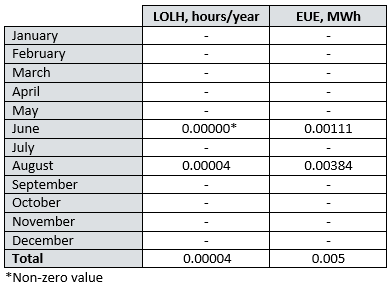 LOLH, hours/year EUE, MWh
January - -
February - -
March - -
April - -
May - -
June 0.00000* 0.00111
July - -
August 0.00004 0.00384
September - -
October - -
November - -
December - -
Total 0.00004 0.005
*Non-zero value